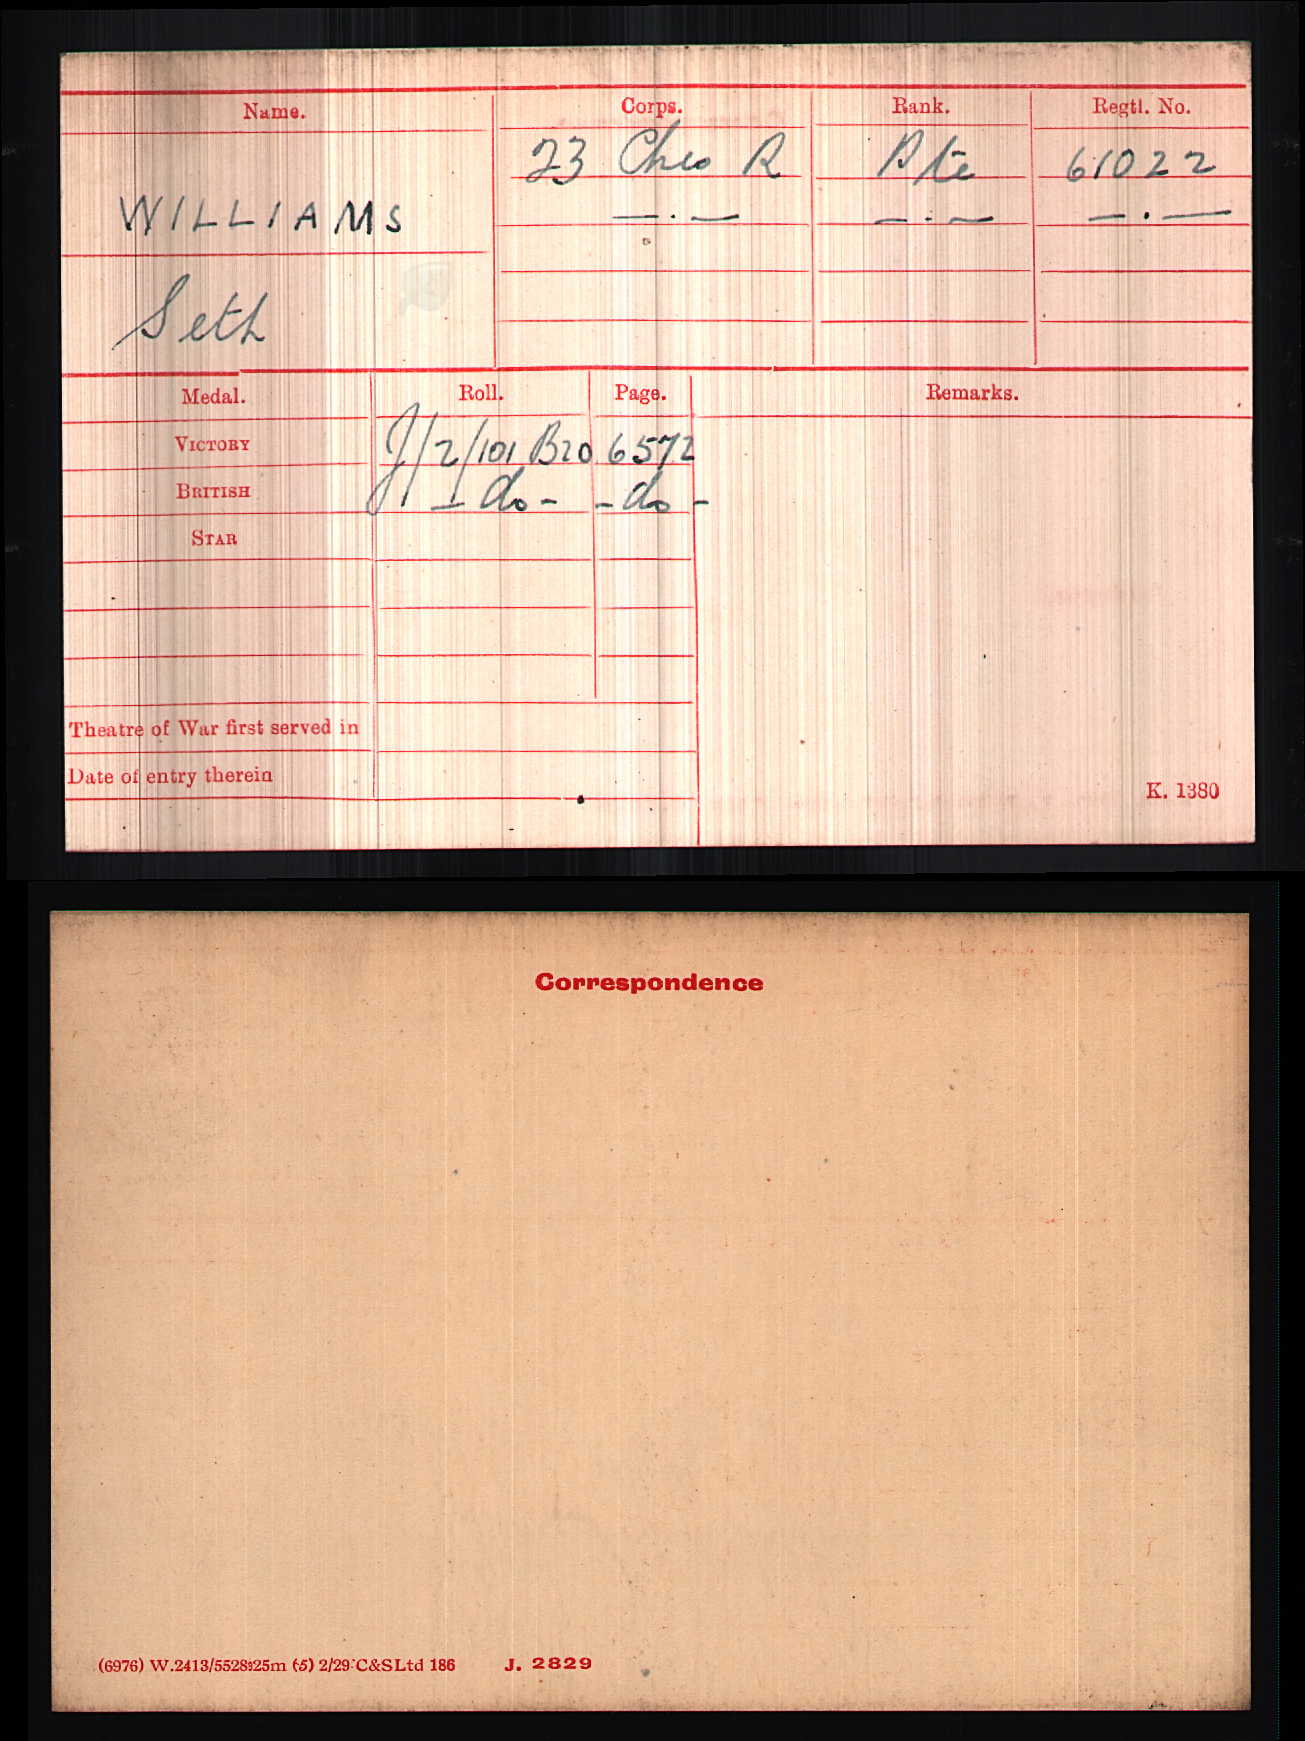 Name. Corps. Rank. Regtl. No.
23 Ches R Pte 61022
WILLIAMS —.— —.— —.—
Seth
Medal. Roll. Page. Remarks.
VICTORY J/2/101 B20 6572
BRITISH - do - - do -
STAR
Theatre of War first served in
Date of entry therein
K. 1380
Correspondence
(6976) W.2413/5528 25m (5) 2/29 C&SLtd 186 J. 2829